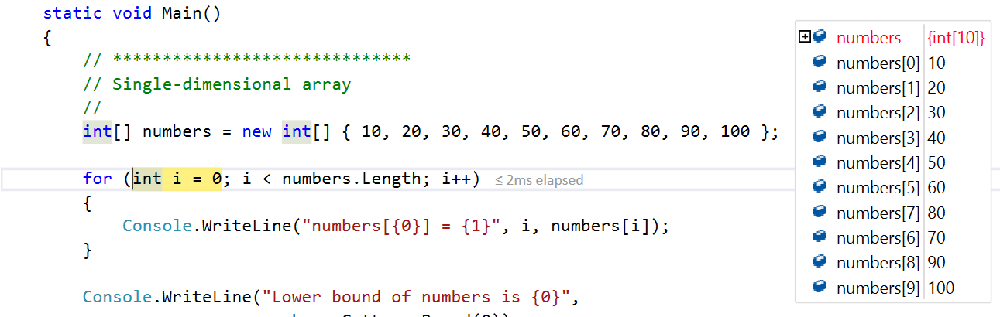 static void Main()
{
// ******************************
// Single-dimensional array
//
int[] numbers = new int[] { 10, 20, 30, 40, 50, 60, 70, 80, 90, 100 };
for (int i = 0; i < numbers.Length; i++) ≤ 2ms elapsed
{
Console.WriteLine("numbers[{0}] = {1}", i, numbers[i]);
}
Console.WriteLine("Lower bound of numbers is {0}",
numbers {int[10]}
numbers[0] 10
numbers[1] 20
numbers[2] 30
numbers[3] 40
numbers[4] 50
numbers[5] 60
numbers[7] 80
numbers[6] 70
numbers[8] 90
numbers[9] 100